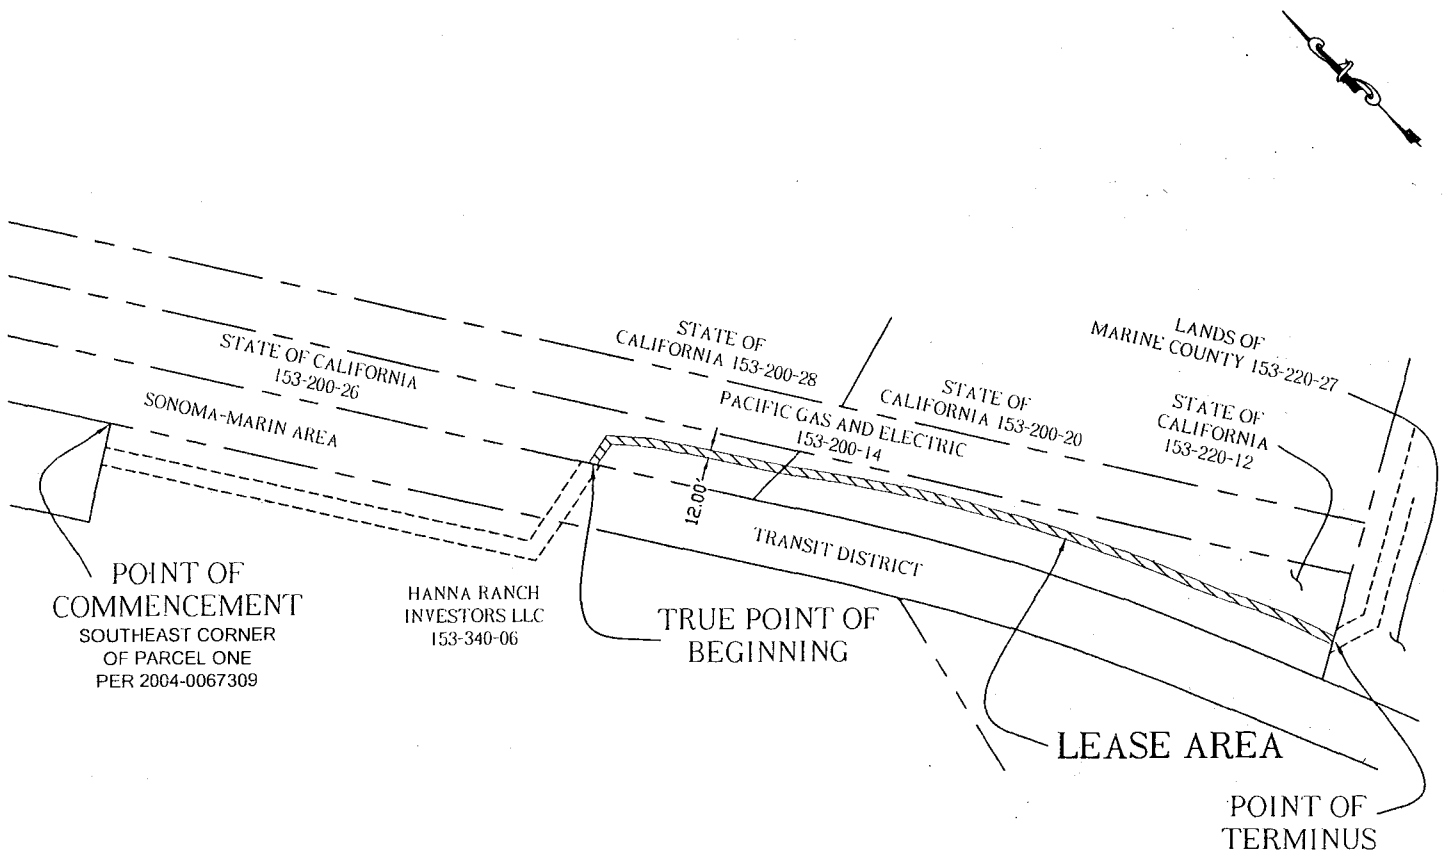 STATE OF
CALIFORNIA 153-200-28
LANDS OF
MARINE COUNTY 153-220-27
STATE OF CALIFORNIA
153-200-26
SONOMA-MARIN AREA
PACIFIC GAS AND ELECTRIC
153-200-14
STATE OF
CALIFORNIA 153-200-20
STATE OF
CALIFORNIA
153-220-12
12.00'
TRANSIT DISTRICT
POINT OF
COMMENCEMENT
SOUTHEAST CORNER
OF PARCEL ONE
PER 2004-0067309
HANNA RANCH
INVESTORS LLC
153-340-06
TRUE POINT OF
BEGINNING
LEASE AREA
POINT OF
TERMINUS